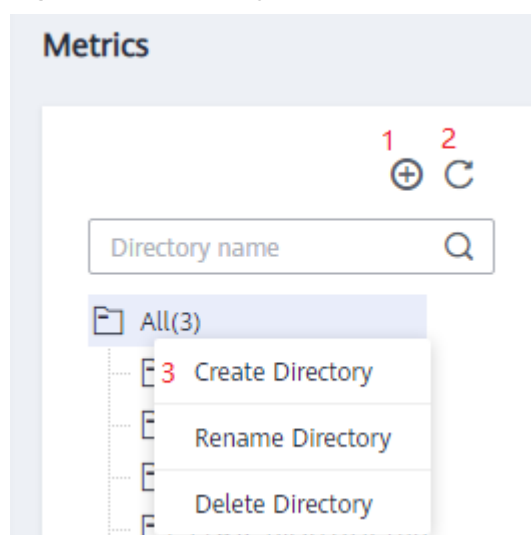 Metrics
1 2
Directory name
All(3)
3 Create Directory
Rename Directory
Delete Directory